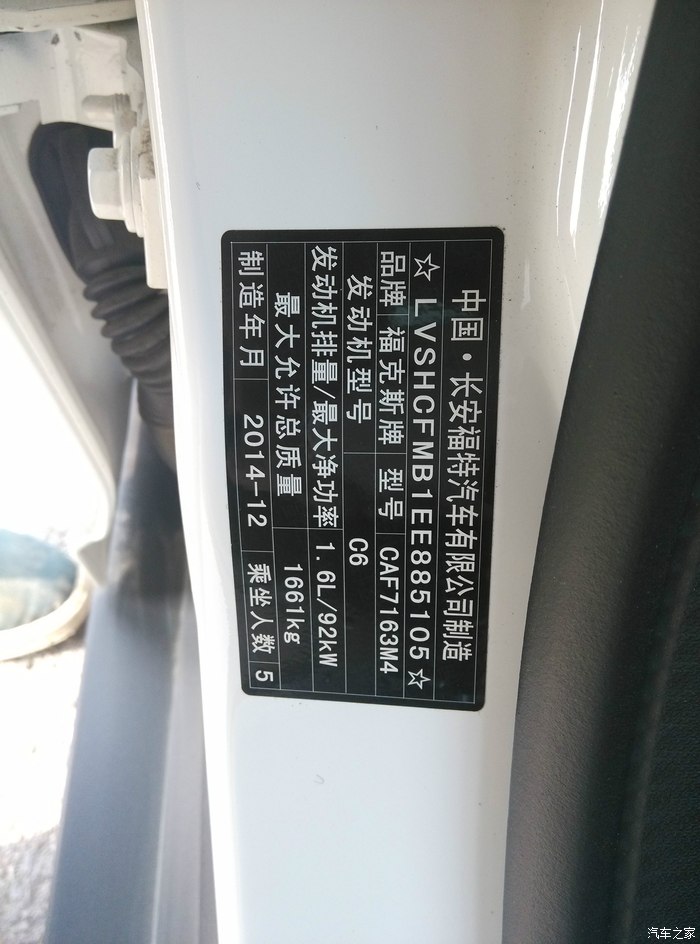 中国·长安福特汽车有限公司制造
☆LVSHCFMB1EE885105☆
品牌 福克斯牌 型号 CAF7163M4
发动机型号 C6
发动机排量/最大净功率 1.6L/92kW
最大允许总质量 1661kg
制造年月 2014-12 乘坐人数 5
汽车之家